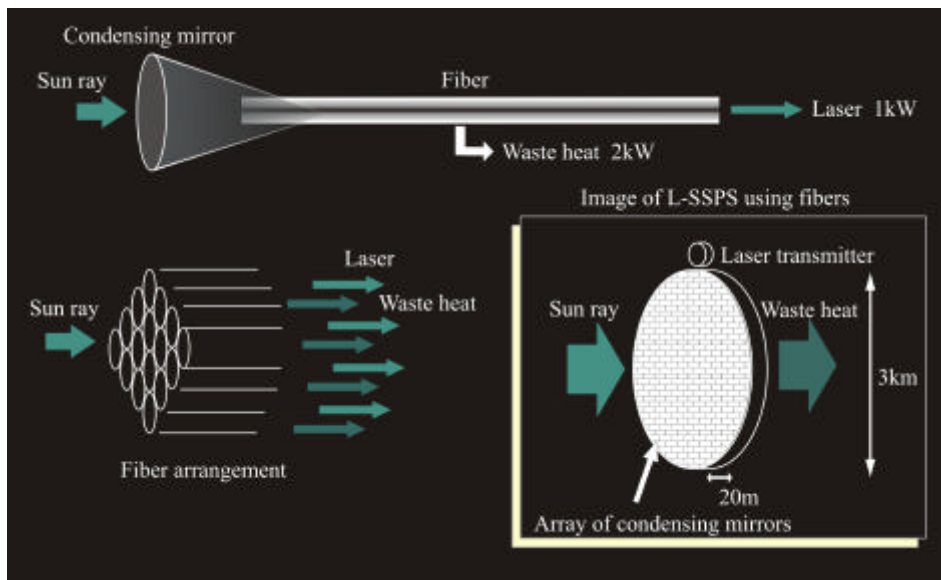 Condensing mirror
Sun ray
Fiber
Laser 1kW
Waste heat 2kW
Image of L-SSPS using fibers
Laser
Laser transmitter
Sun ray
Waste heat
Sun ray
Waste heat
3km
Fiber arrangement
20m
Array of condensing mirrors